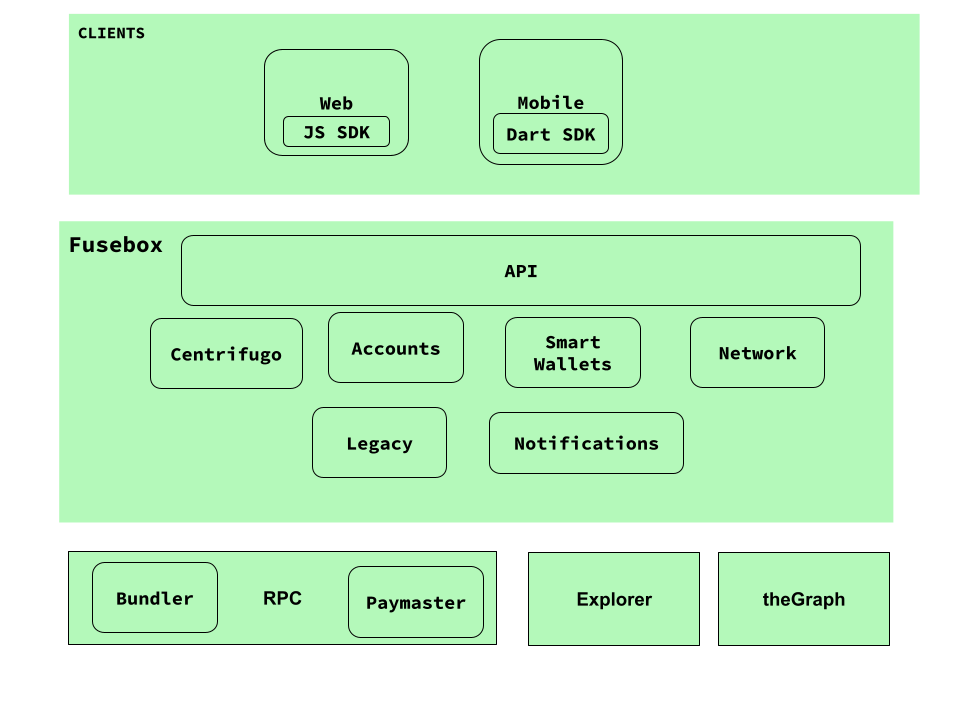 CLIENTS
Web
JS SDK
Mobile
Dart SDK
Fusebox
API
Centrifugo
Accounts
Smart
Wallets
Network
Legacy
Notifications
Bundler
RPC
Paymaster
Explorer
theGraph